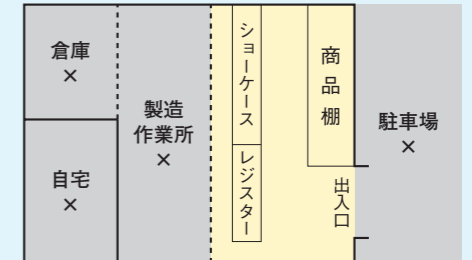 倉庫
×
自宅
×
製造
作業所
×
ショーケース
レジスター
商品棚
出入口
駐車場
×